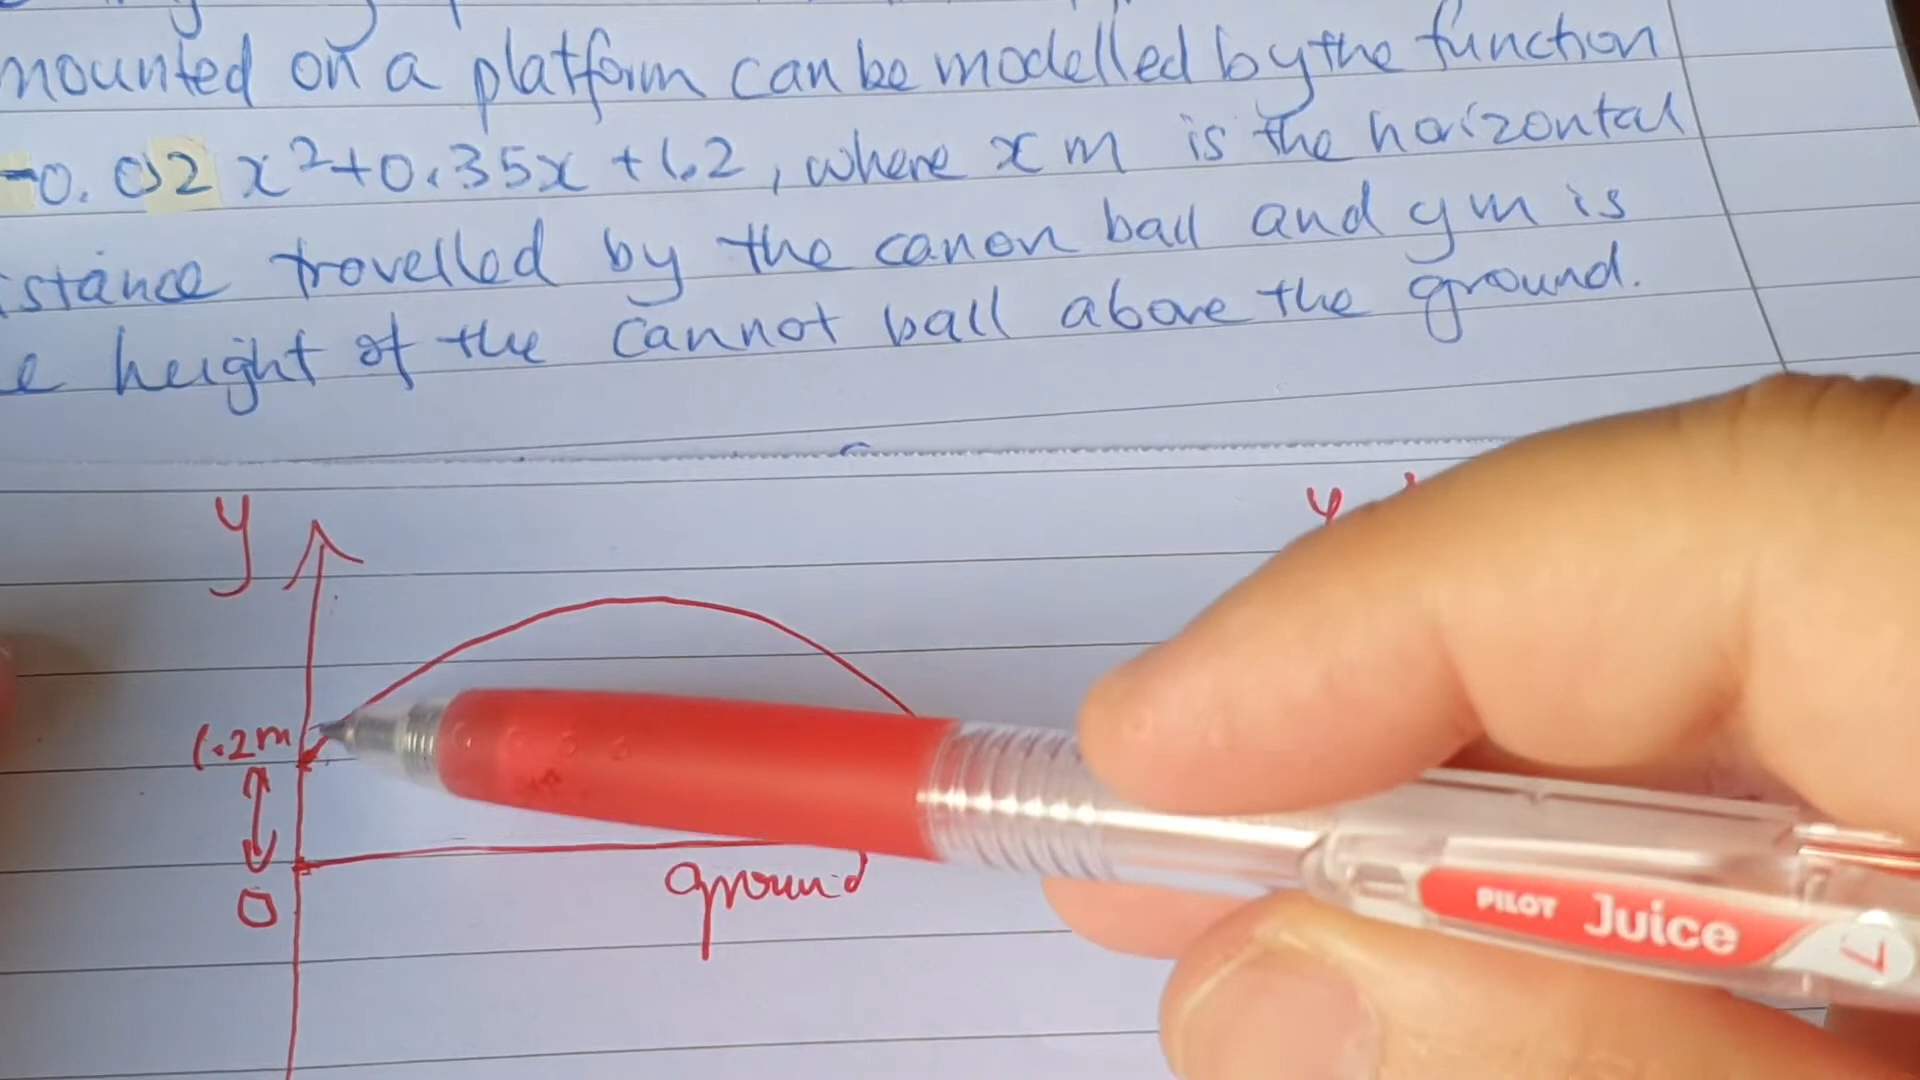 mounted on a platform can be modelled by the function
-0.02x²+0.35x+1.2, where x m is the horizontal
istance travelled by the canon ball and y m is
e height of the cannot ball above the ground.
y
y
1.2m
0
ground
PILOT Juice 7